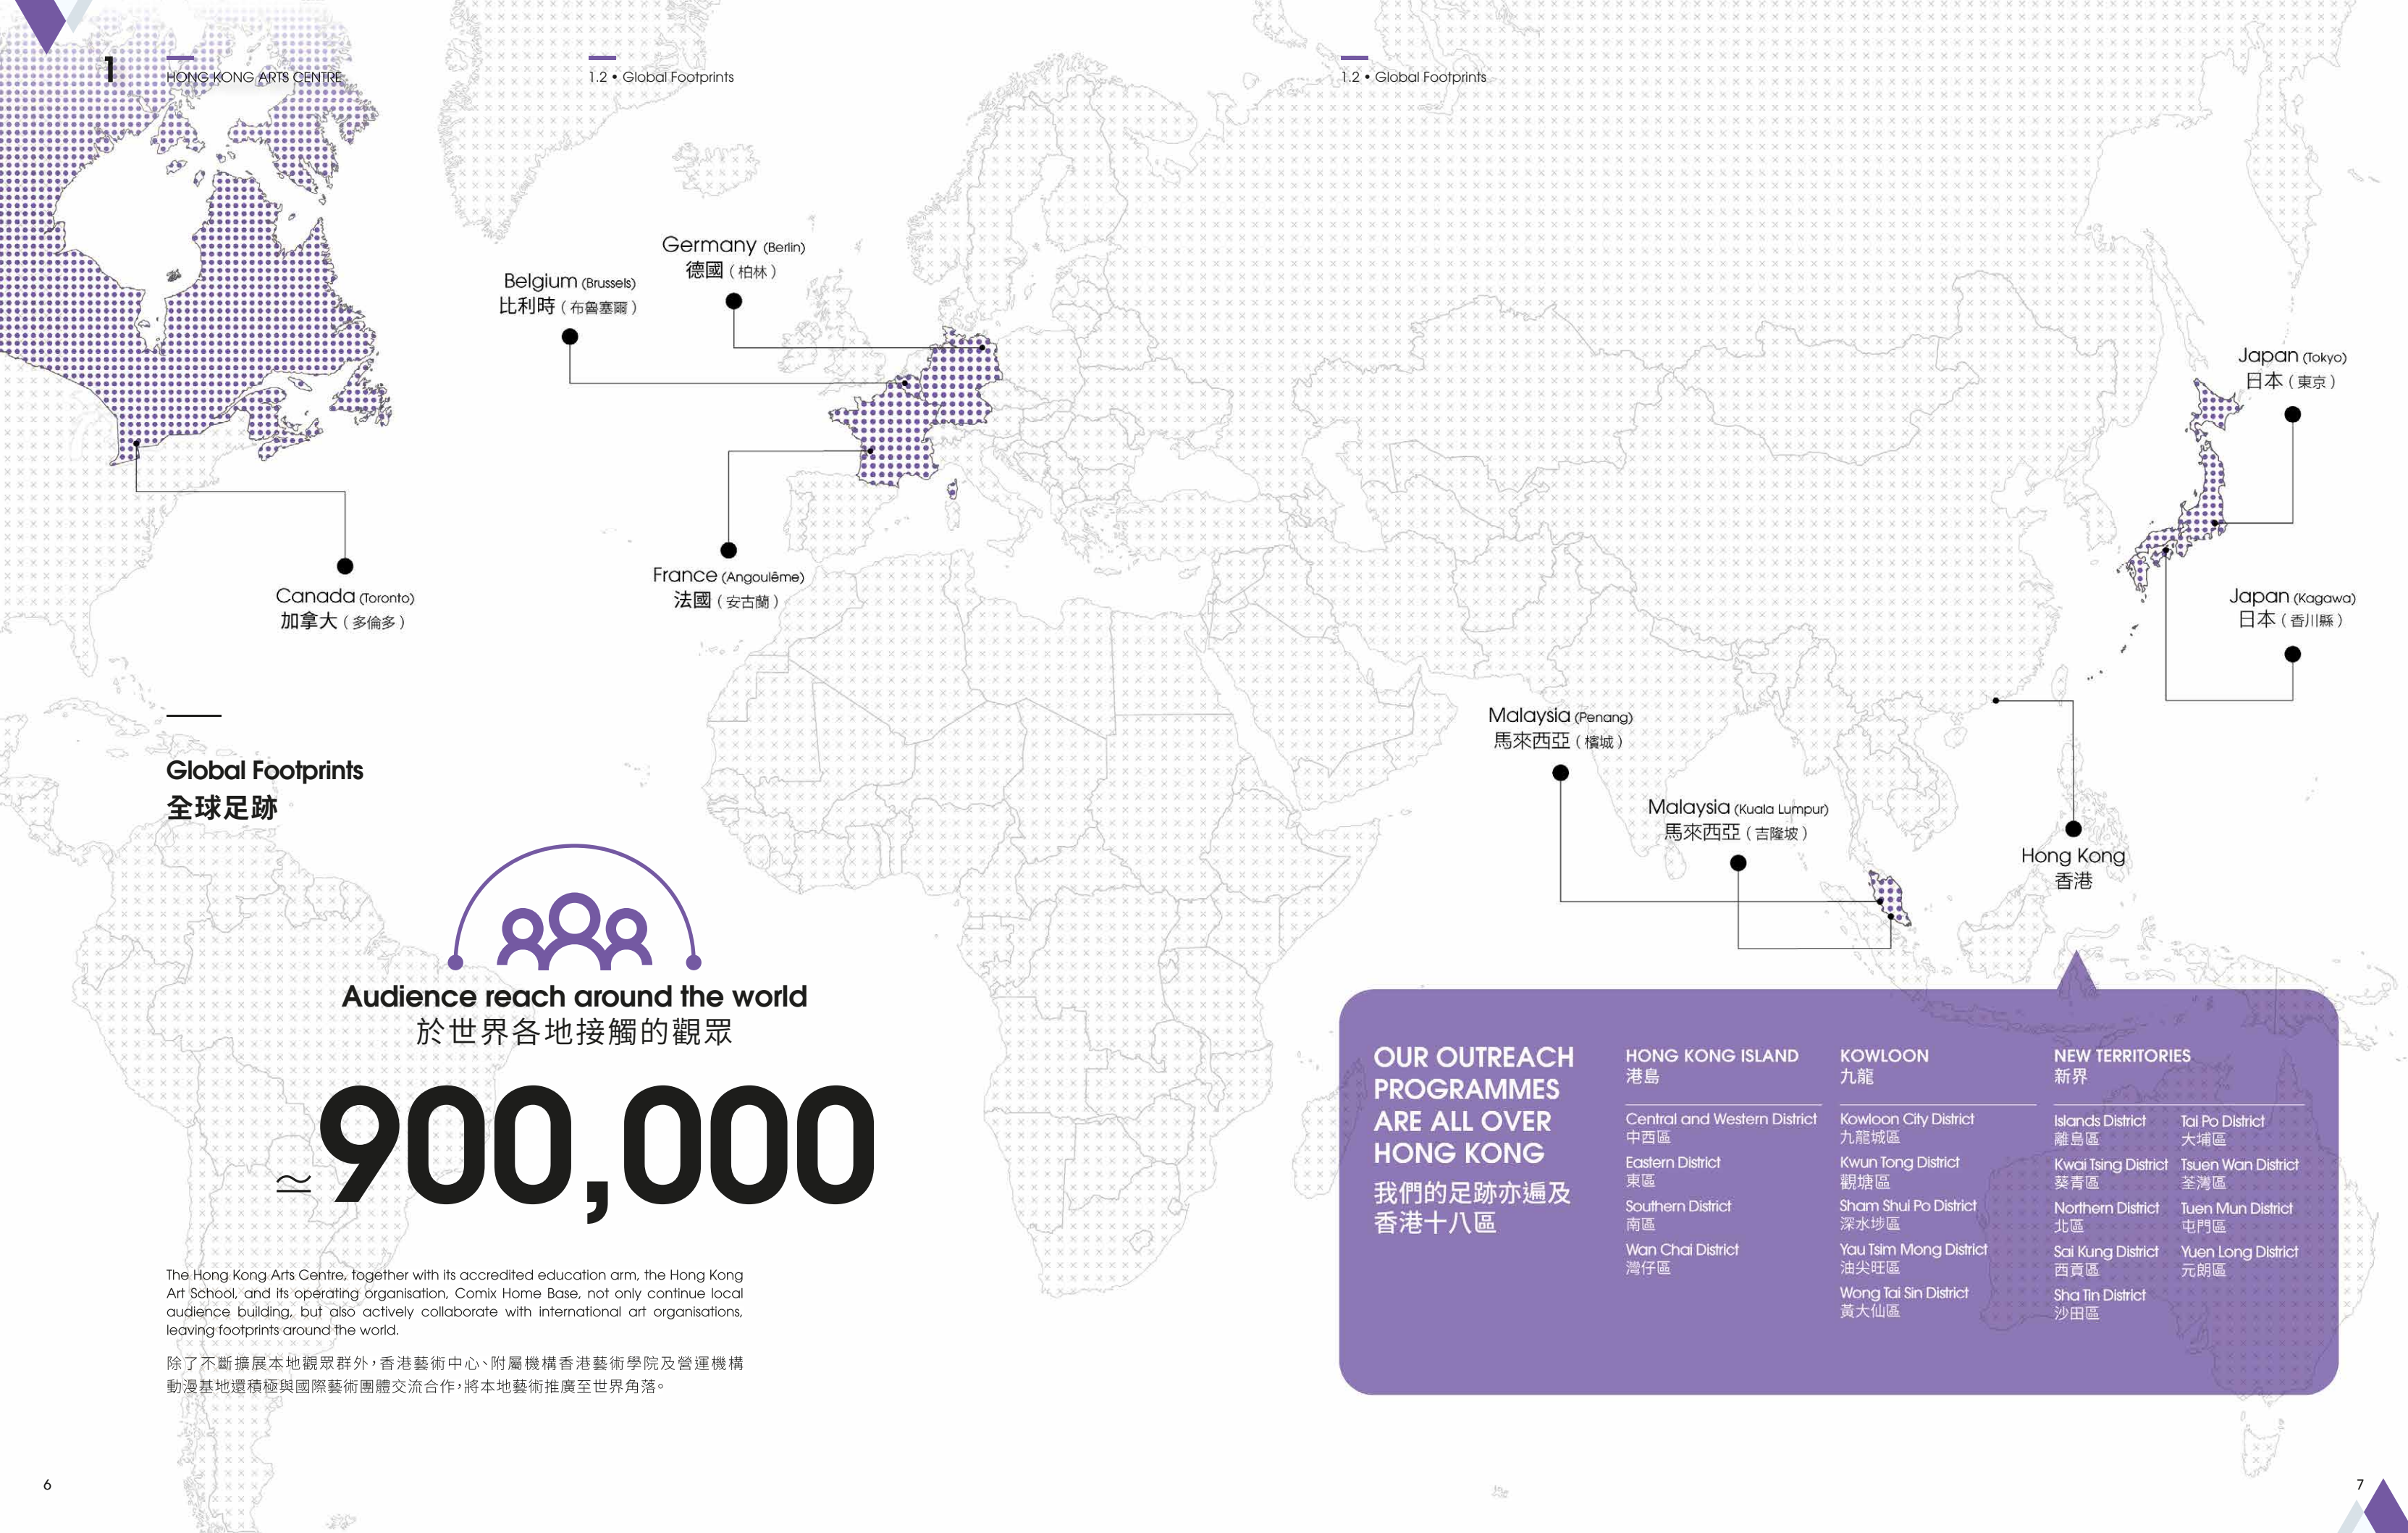 1
HONG KONG ARTS CENTRE
1.2 • Global Footprints
1.2 • Global Footprints
Germany (Berlin)
德國（柏林）
Belgium (Brussels)
比利時（布魯塞爾）
France (Angoulême)
法國（安古蘭）
Canada (Toronto)
加拿大（多倫多）
Japan (Tokyo)
日本（東京）
Japan (Kagawa)
日本（香川縣）
Malaysia (Penang)
馬來西亞（檳城）
Malaysia (Kuala Lumpur)
馬來西亞（吉隆坡）
Hong Kong
香港
Global Footprints
全球足跡
Audience reach around the world
於世界各地接觸的觀眾
≃900,000
The Hong Kong Arts Centre, together with its accredited education arm, the Hong Kong
Art School, and its operating organisation, Comix Home Base, not only continue local
audience building, but also actively collaborate with international art organisations,
leaving footprints around the world.
除了不斷擴展本地觀眾群外，香港藝術中心、附屬機構香港藝術學院及營運機構
動漫基地還積極與國際藝術團體交流合作，將本地藝術推廣至世界角落。
OUR OUTREACH
PROGRAMMES
ARE ALL OVER
HONG KONG
我們的足跡亦遍及
香港十八區
HONG KONG ISLAND
港島
Central and Western District
中西區
Eastern District
東區
Southern District
南區
Wan Chai District
灣仔區
KOWLOON
九龍
Kowloon City District
九龍城區
Kwun Tong District
觀塘區
Sham Shui Po District
深水埗區
Yau Tsim Mong District
油尖旺區
Wong Tai Sin District
黃大仙區
NEW TERRITORIES
新界
Islands District
離島區
Kwai Tsing District
葵青區
Northern District
北區
Sai Kung District
西貢區
Sha Tin District
沙田區
Tai Po District
大埔區
Tsuen Wan District
荃灣區
Tuen Mun District
屯門區
Yuen Long District
元朗區
6
7